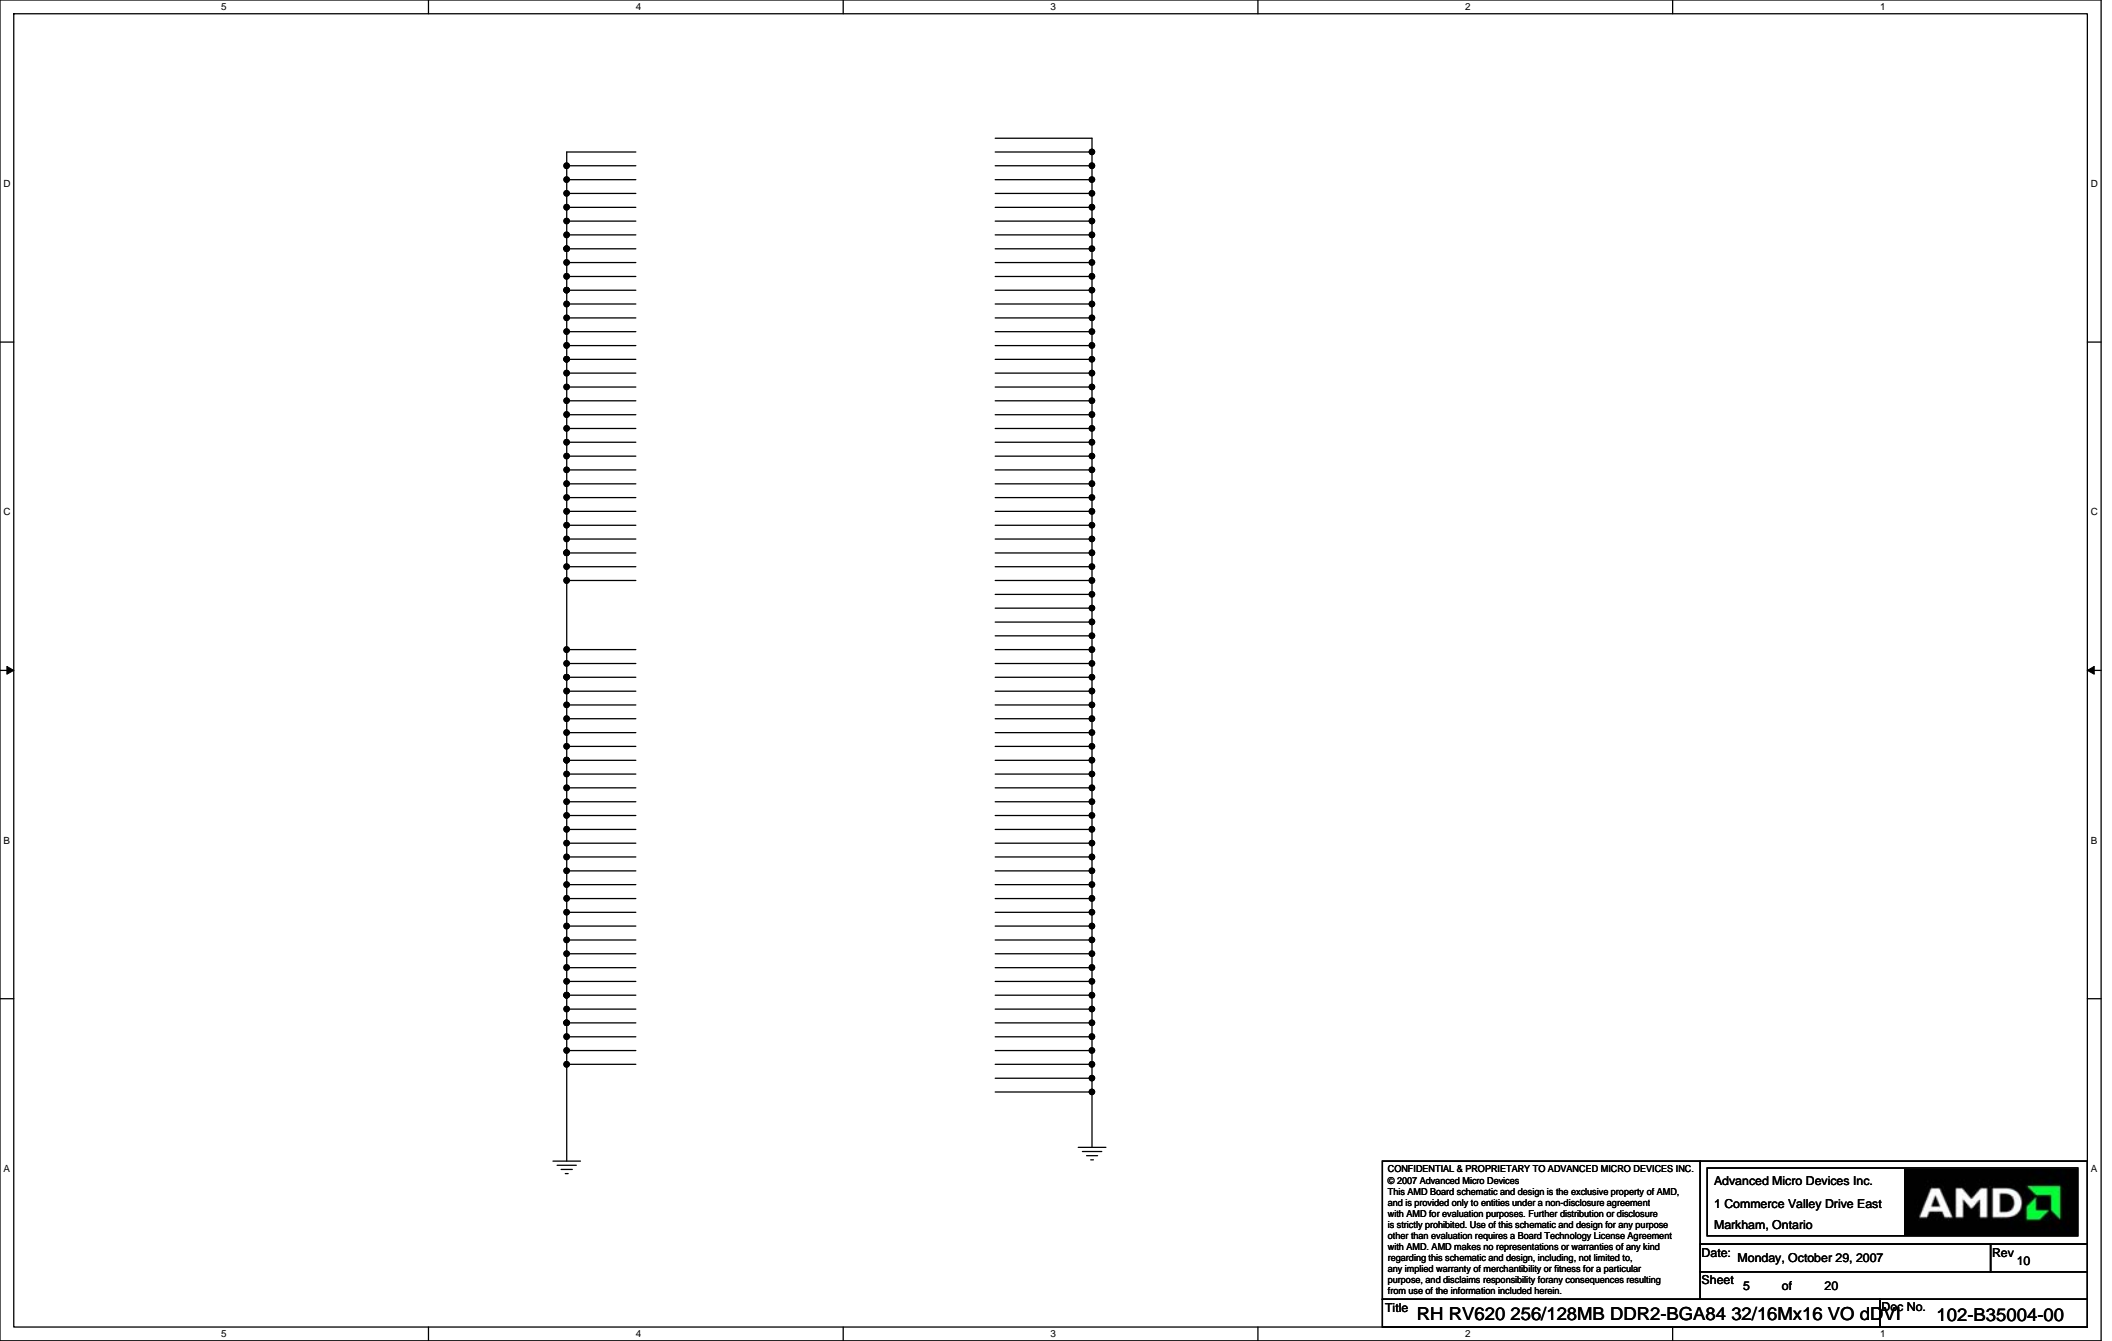 5 4 3 2 1
D D
C C
B B
A A
CONFIDENTIAL & PROPRIETARY TO ADVANCED MICRO DEVICES INC.
© 2007 Advanced Micro Devices
This AMD Board schematic and design is the exclusive property of AMD,
and is provided only to entities under a non-disclosure agreement
with AMD for evaluation purposes. Further distribution or disclosure
is strictly prohibited. Use of this schematic and design for any purpose
other than evaluation requires a Board Technology License Agreement
with AMD. AMD makes no representations or warranties of any kind
regarding this schematic and design, including, not limited to,
any implied warranty of merchantibility or fitness for a particular
purpose, and disclaims responsibility forany consequences resulting
from use of the information included herein.
Advanced Micro Devices Inc.
1 Commerce Valley Drive East
Markham, Ontario
AMD
Date: Monday, October 29, 2007
Rev 10
Sheet 5 of 20
Title RH RV620 256/128MB DDR2-BGA84 32/16Mx16 VO dDVI
Doc No. 102-B35004-00
5 4 3 2 1